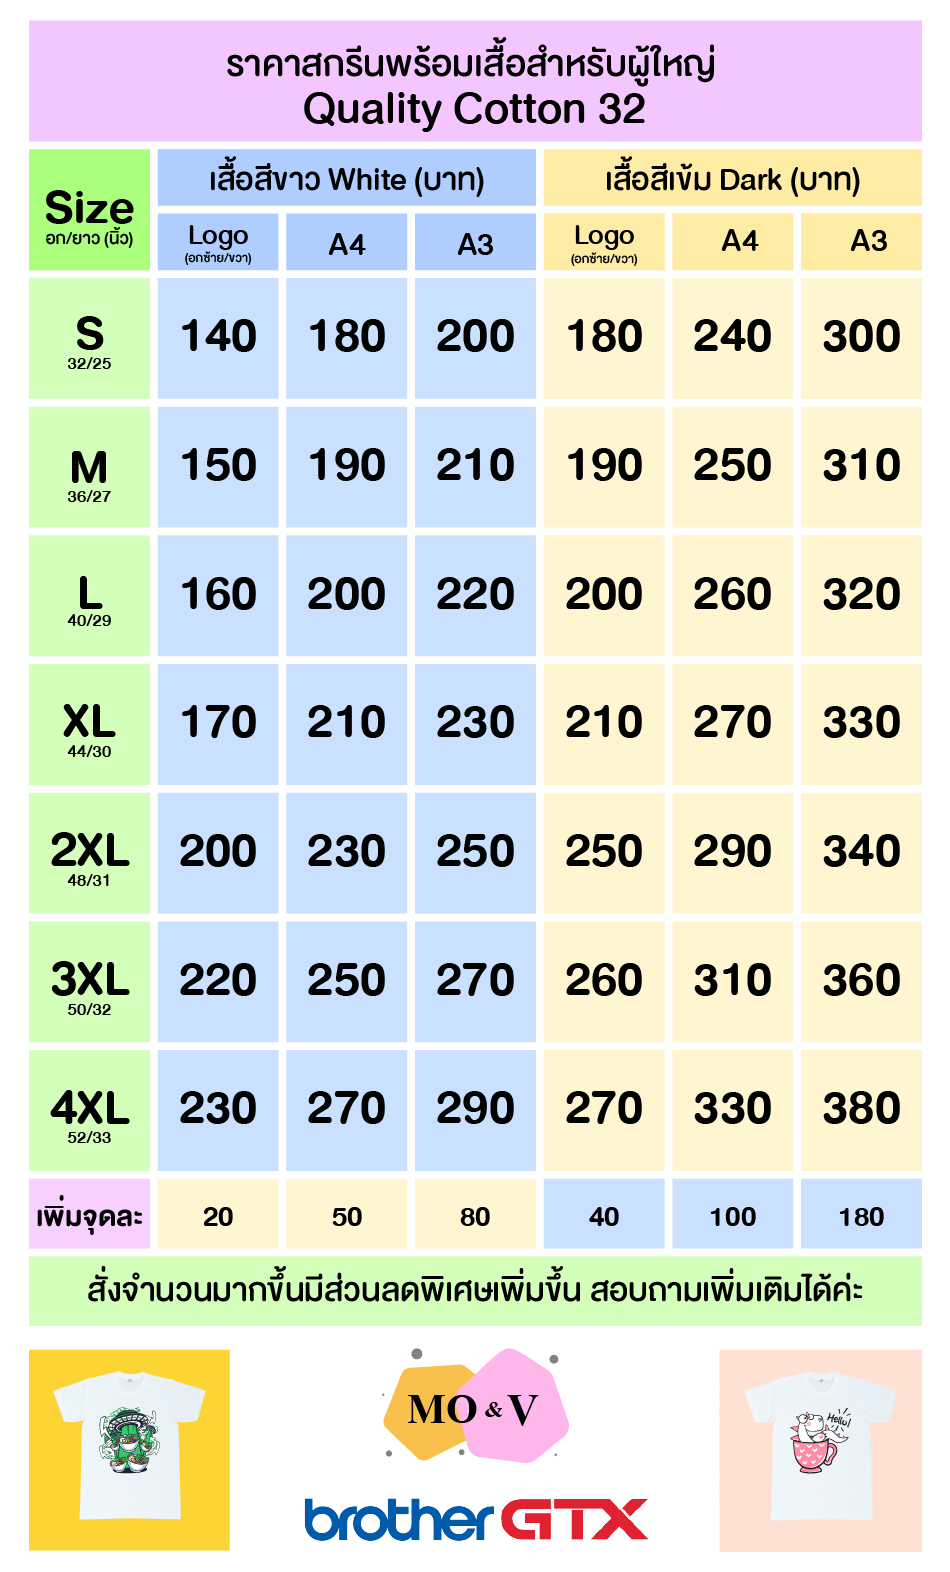 ราคาสกรีนพร้อมเสื้อสำหรับผู้ใหญ่
Quality Cotton 32
Size
อก/ยาว (นิ้ว)
เสื้อสีขาว White (บาท)
เสื้อสีเข้ม Dark (บาท)
Logo A4 A3 Logo A4 A3
(อกซ้าย/ขวา) (อกซ้าย/ขวา)
S 140 180 200 180 240 300
32/25
M 150 190 210 190 250 310
36/27
L 160 200 220 200 260 320
40/29
XL 170 210 230 210 270 330
44/30
2XL 200 230 250 250 290 340
48/31
3XL 220 250 270 260 310 360
50/32
4XL 230 270 290 270 330 380
52/33
เพิ่มจุดละ 20 50 80 40 100 180
สั่งจำนวนมากขึ้นมีส่วนลดพิเศษเพิ่มขึ้น สอบถามเพิ่มเติมได้ค่ะ
MO & V
Hello!
brother GTX